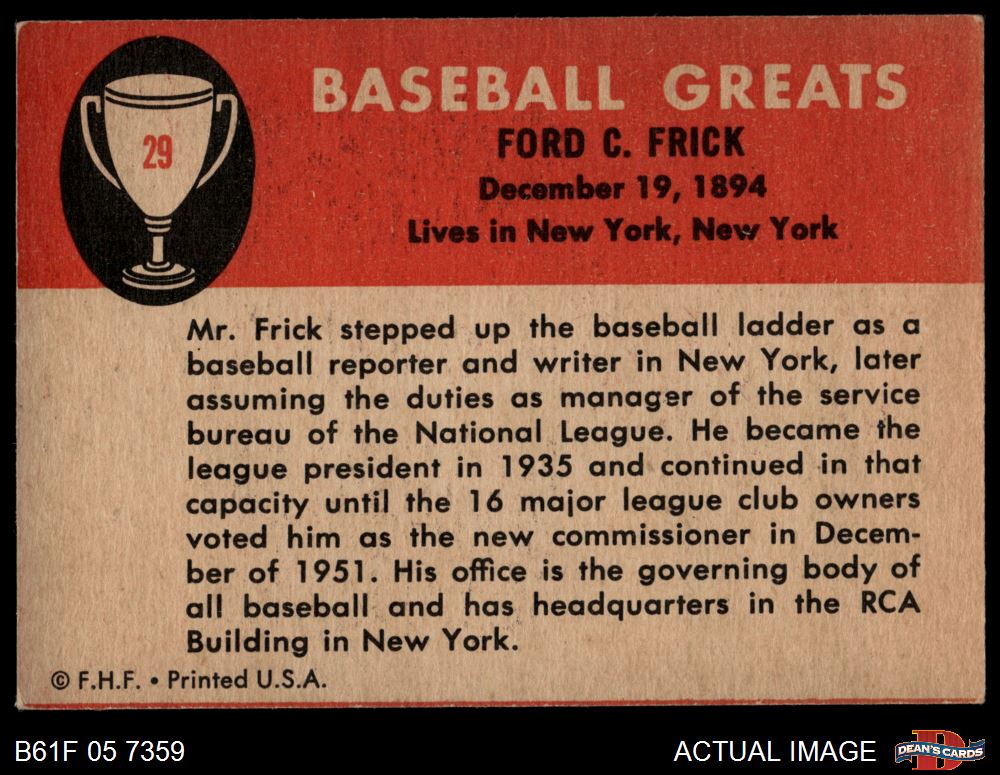 29
BASEBALL GREATS
FORD C. FRICK
December 19, 1894
Lives in New York, New York
Mr. Frick stepped up the baseball ladder as a
baseball reporter and writer in New York, later
assuming the duties as manager of the service
bureau of the National League. He became the
league president in 1935 and continued in that
capacity until the 16 major league club owners
voted him as the new commissioner in Decem-
ber of 1951. His office is the governing body of
all baseball and has headquarters in the RCA
Building in New York.
© F.H.F. • Printed U.S.A.
B61F 05 7359
ACTUAL IMAGE
D
DEAN'S CARDS